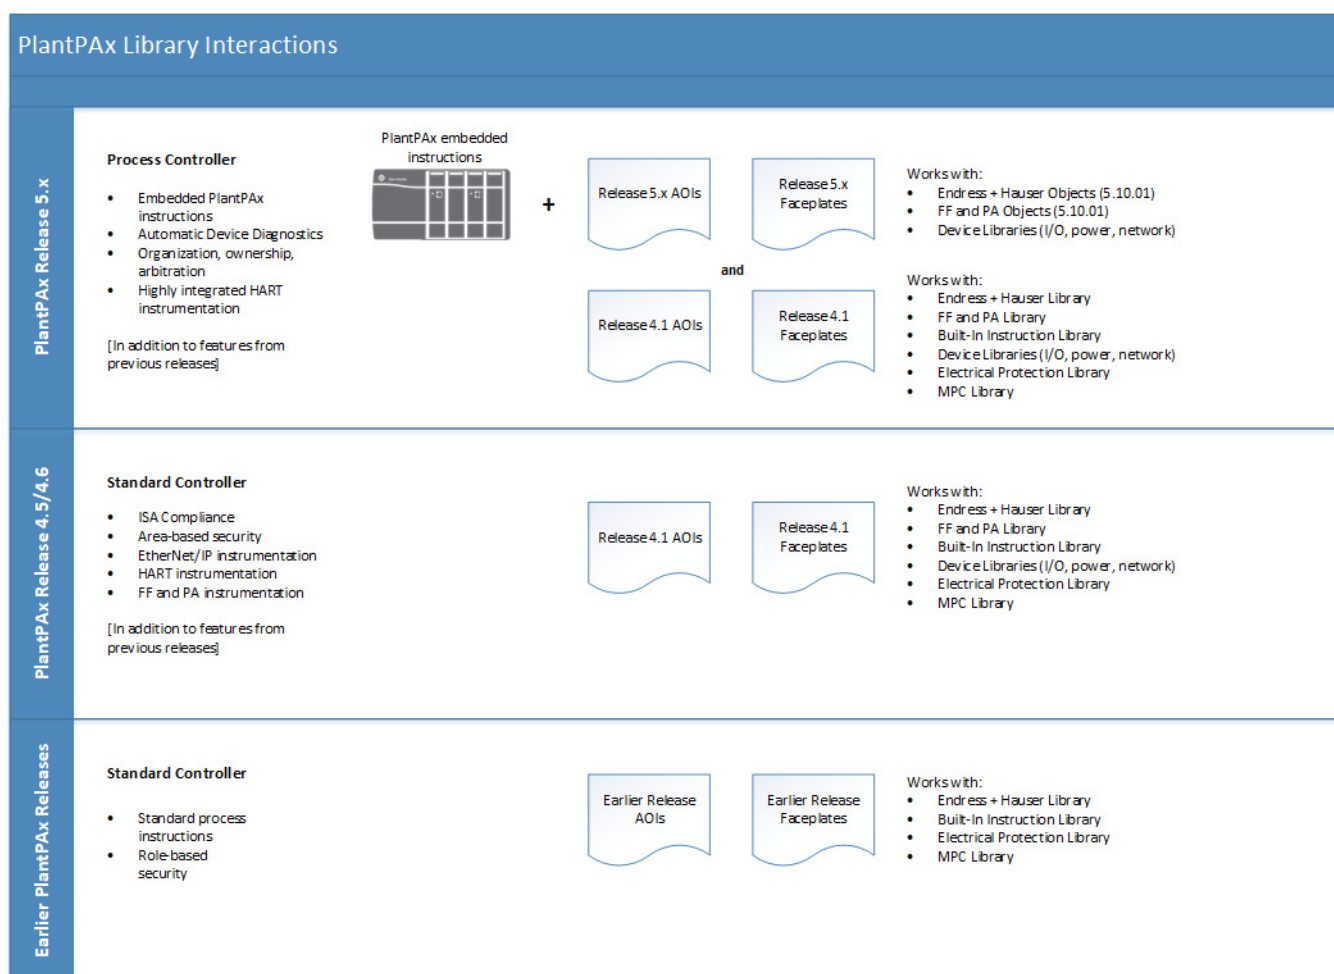 PlantPAx Library Interactions
PlantPAx Release 5.x
Process Controller
• Embedded PlantPAx
instructions
• Automatic Device Diagnostics
• Organization, ownership,
arbitration
• Highly integrated HART
instrumentation
[In addition to features from
previous releases]
PlantPAx embedded
instructions
+
Release 5.x AOIs
Release 5.x
Faceplates
Works with:
• Endress + Hauser Objects (5.10.01)
• FF and PA Objects (5.10.01)
• Device Libraries (I/O, power, network)
and
Release 4.1 AOIs
Release 4.1
Faceplates
Works with:
• Endress + Hauser Library
• FF and PA Library
• Built-In Instruction Library
• Device Libraries (I/O, power, network)
• Electrical Protection Library
• MPC Library
PlantPAx Release 4.5/4.6
Standard Controller
• ISA Compliance
• Area-based security
• EtherNet/IP instrumentation
• HART instrumentation
• FF and PA instrumentation
[In addition to features from
previous releases]
Release 4.1 AOIs
Release 4.1
Faceplates
Works with:
• Endress + Hauser Library
• FF and PA Library
• Built-In Instruction Library
• Device Libraries (I/O, power, network)
• Electrical Protection Library
• MPC Library
Earlier PlantPAx Releases
Standard Controller
• Standard process
instructions
• Role-based
security
Earlier Release
AOIs
Earlier Release
Faceplates
Works with:
• Endress + Hauser Library
• Built-In Instruction Library
• Electrical Protection Library
• MPC Library